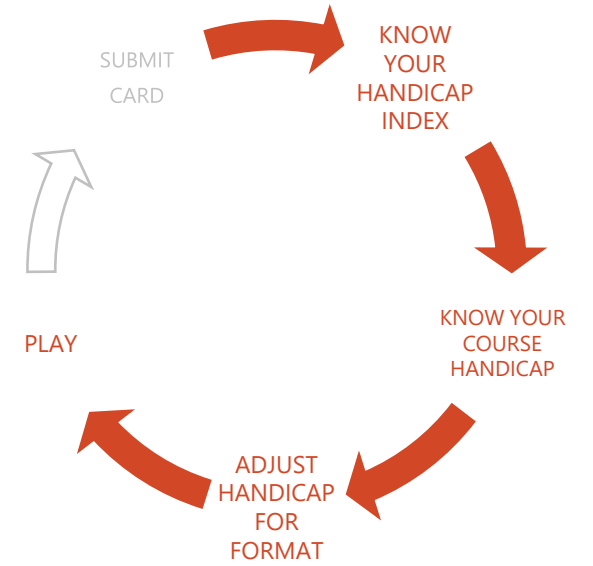 SUBMIT
CARD
KNOW
YOUR
HANDICAP
INDEX
KNOW YOUR
COURSE
HANDICAP
ADJUST
HANDICAP
FOR
FORMAT
PLAY